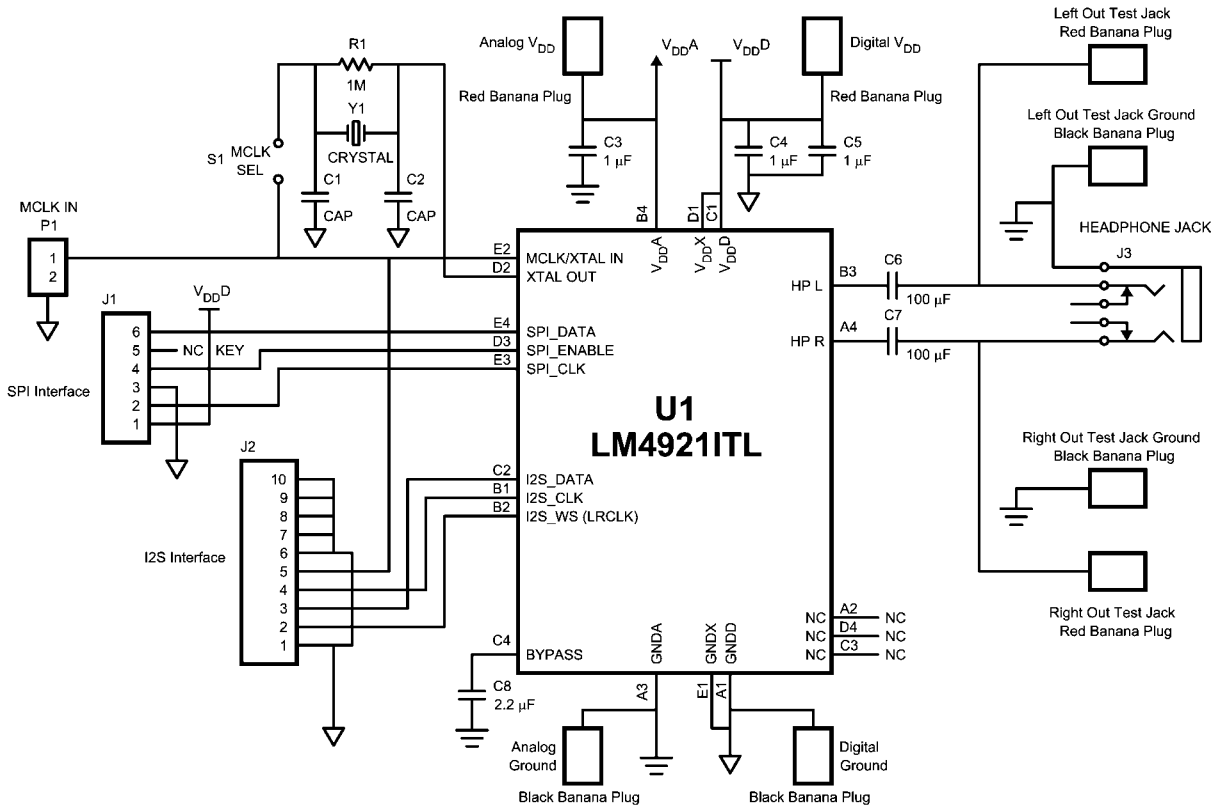 Left Out Test Jack
Red Banana Plug
Analog VDD
VDDA
VDDD
Digital VDD
R1
1M
Red Banana Plug
Red Banana Plug
Y1
CRYSTAL
Left Out Test Jack Ground
Black Banana Plug
S1
MCLK
SEL
C3
1 µF
C4
1 µF
C5
1 µF
C1
CAP
C2
CAP
MCLK IN
P1
1
2
B4
D1
C1
VDDA
VDDX
VDDD
HEADPHONE JACK
J3
E2
MCLK/XTAL IN
D2
XTAL OUT
HP L
B3
C6
100 µF
J1
VDDD
6
5
4
3
2
1
NC KEY
SPI Interface
E4
SPI_DATA
D3
SPI_ENABLE
E3
SPI_CLK
HP R
A4
C7
100 µF
U1
LM4921ITL
Right Out Test Jack Ground
Black Banana Plug
J2
10
9
8
7
6
5
4
3
2
1
I2S Interface
C2
I2S_DATA
B1
I2S_CLK
B2
I2S_WS (LRCLK)
Right Out Test Jack
Red Banana Plug
NC
A2
NC
NC
D4
NC
NC
C3
NC
C4
BYPASS
C8
2.2 µF
GNDA
GNDX
GNDD
A3
E1
A1
Analog
Ground
Black Banana Plug
Digital
Ground
Black Banana Plug